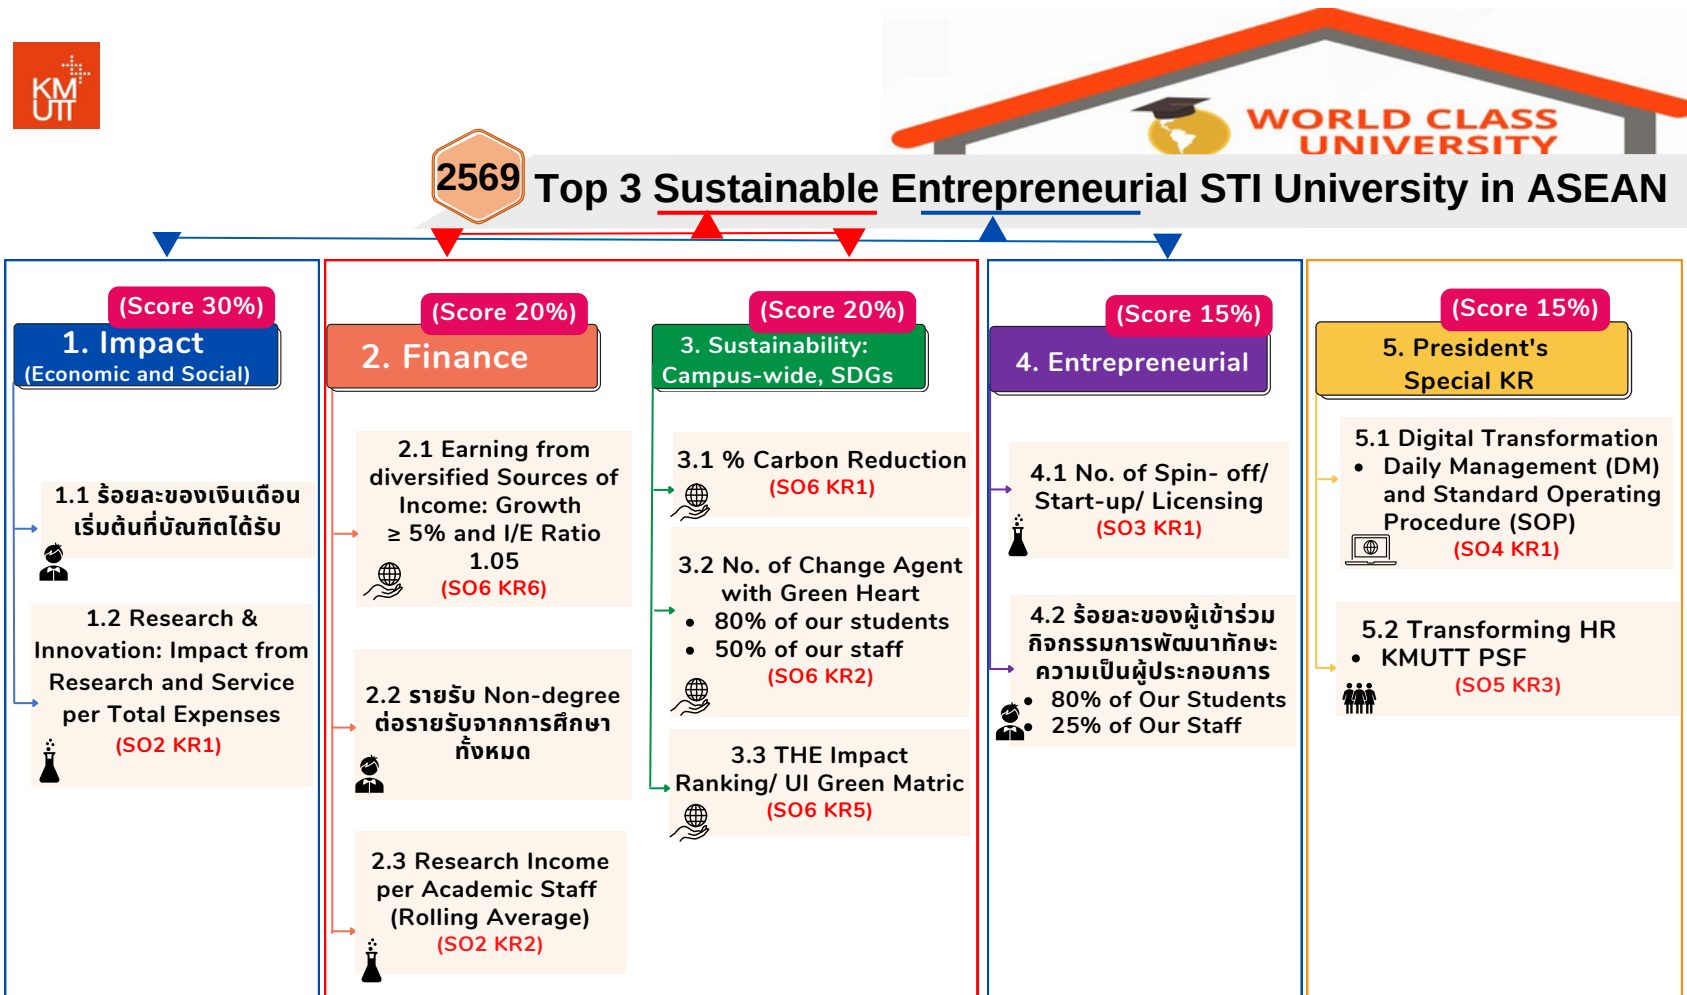 KM
UTT
WORLD CLASS
UNIVERSITY
2569
Top 3 Sustainable Entrepreneurial STI University in ASEAN
(Score 30%)
1. Impact
(Economic and Social)
1.1 ร้อยละของเงินเดือน
เริ่มต้นที่บัณฑิตได้รับ
1.2 Research &
Innovation: Impact from
Research and Service
per Total Expenses
(SO2 KR1)
(Score 20%)
2. Finance
2.1 Earning from
diversified Sources of
Income: Growth
≥ 5% and I/E Ratio
1.05
(SO6 KR6)
2.2 รายรับ Non-degree
ต่อรายรับจากการศึกษา
ทั้งหมด
2.3 Research Income
per Academic Staff
(Rolling Average)
(SO2 KR2)
(Score 20%)
3. Sustainability:
Campus-wide, SDGs
3.1 % Carbon Reduction
(SO6 KR1)
3.2 No. of Change Agent
with Green Heart
• 80% of our students
• 50% of our staff
(SO6 KR2)
3.3 THE Impact
Ranking/ UI Green Matric
(SO6 KR5)
(Score 15%)
4. Entrepreneurial
4.1 No. of Spin- off/
Start-up/ Licensing
(SO3 KR1)
4.2 ร้อยละของผู้เข้าร่วม
กิจกรรมการพัฒนาทักษะ
ความเป็นผู้ประกอบการ
• 80% of Our Students
• 25% of Our Staff
(Score 15%)
5. President's
Special KR
5.1 Digital Transformation
• Daily Management (DM)
and Standard Operating
Procedure (SOP)
(SO4 KR1)
5.2 Transforming HR
• KMUTT PSF
(SO5 KR3)